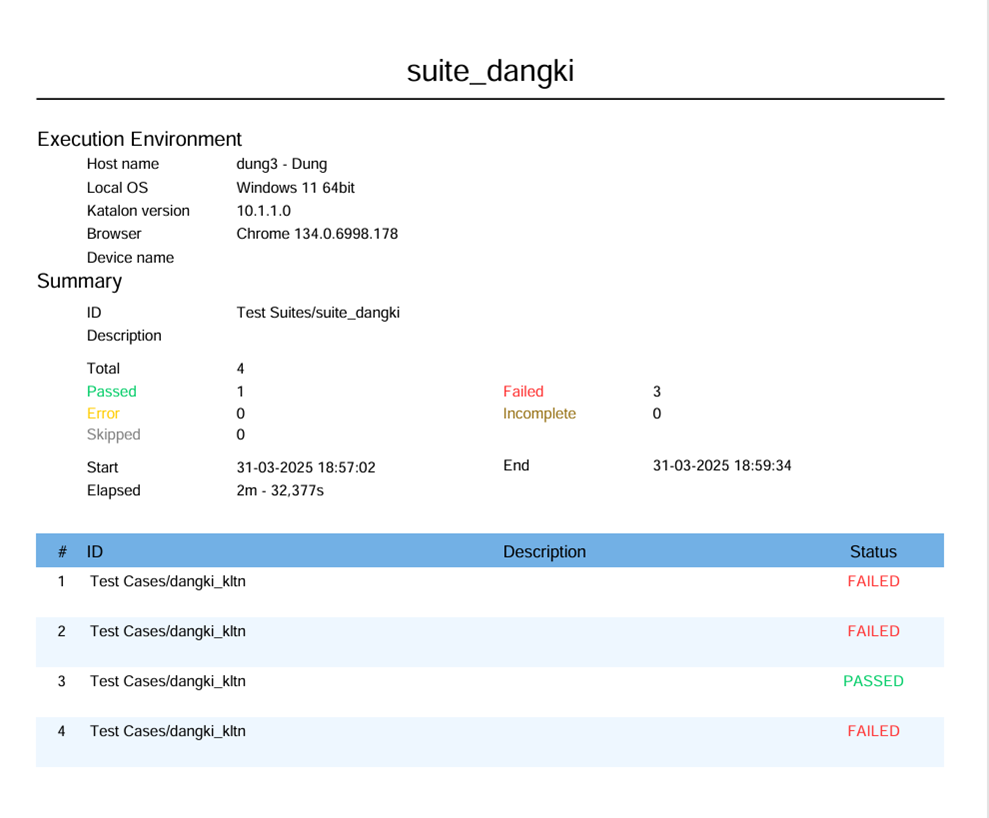 suite_dangki
Execution Environment
Host name dung3 - Dung
Local OS Windows 11 64bit
Katalon version 10.1.1.0
Browser Chrome 134.0.6998.178
Device name
Summary
ID Test Suites/suite_dangki
Description
Total 4
Passed 1 Failed 3
Error 0 Incomplete 0
Skipped 0
Start 31-03-2025 18:57:02 End 31-03-2025 18:59:34
Elapsed 2m - 32,377s
# ID Description Status
1 Test Cases/dangki_kltn FAILED
2 Test Cases/dangki_kltn FAILED
3 Test Cases/dangki_kltn PASSED
4 Test Cases/dangki_kltn FAILED